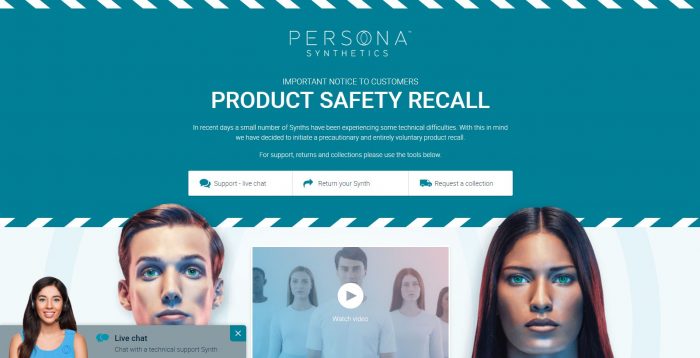 PERSONA™
SYNTHETICS
IMPORTANT NOTICE TO CUSTOMERS
PRODUCT SAFETY RECALL
In recent days a small number of Synths have been experiencing some technical difficulties. With this in mind
we have decided to initiate a precautionary and entirely voluntary product recall.
For support, returns and collections please use the tools below.
Support - live chat
Return your Synth
Request a collection
Watch video
Live chat
Chat with a technical support Synth